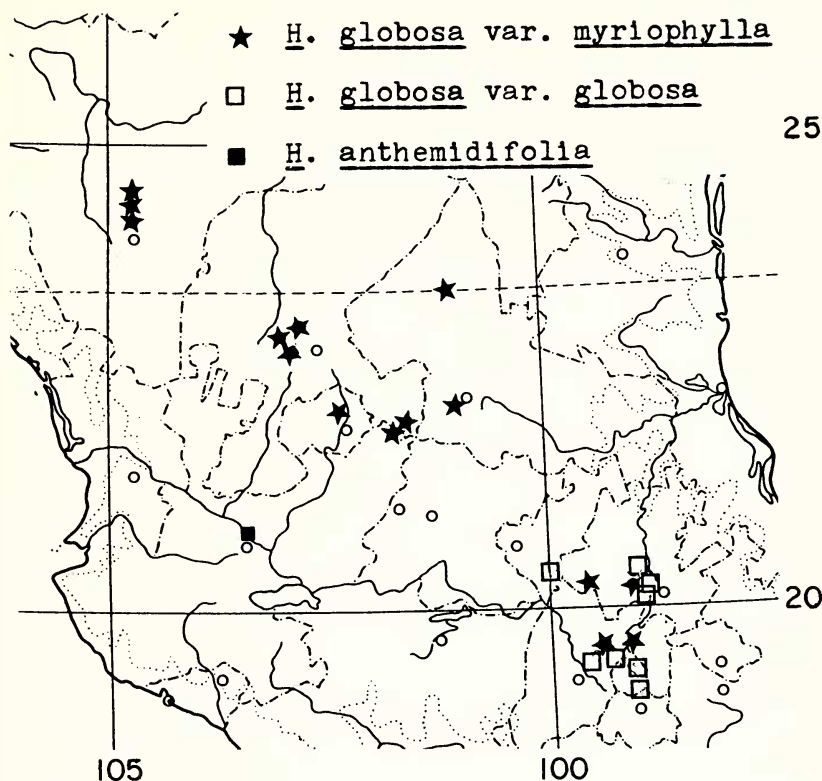 ★ H. globosa var. myriophylla
□ H. globosa var. globosa
25
■ H. anthemidifolia
20
105
100